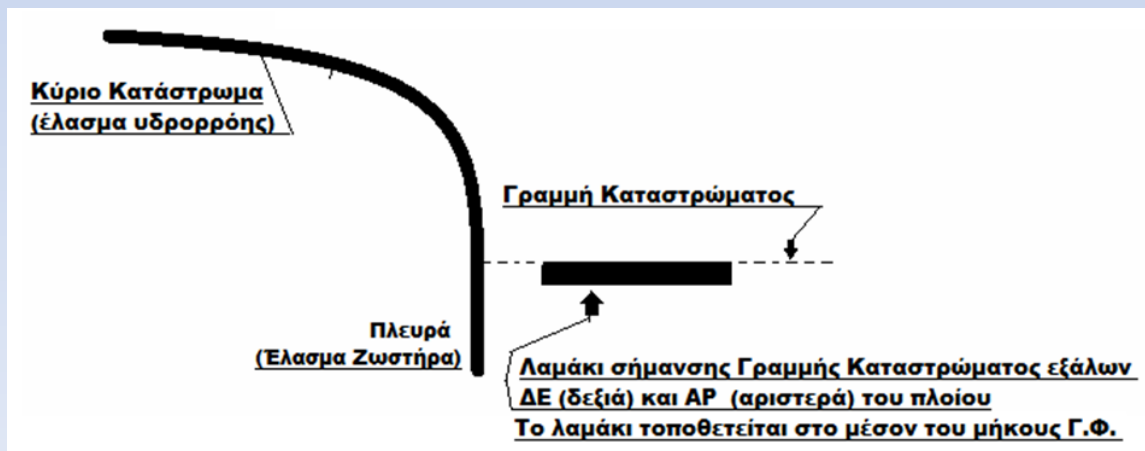 Κύριο Κατάστρωμα
(έλασμα υδρορρόης)
Γραμμή Καταστρώματος
Πλευρά
(Έλασμα Ζωστήρα)
Λαμάκι σήμανσης Γραμμής Καταστρώματος εξάλων
ΔΕ (δεξιά) και ΑΡ (αριστερά) του πλοίου
Το λαμάκι τοποθετείται στο μέσον του μήκους Γ.Φ.